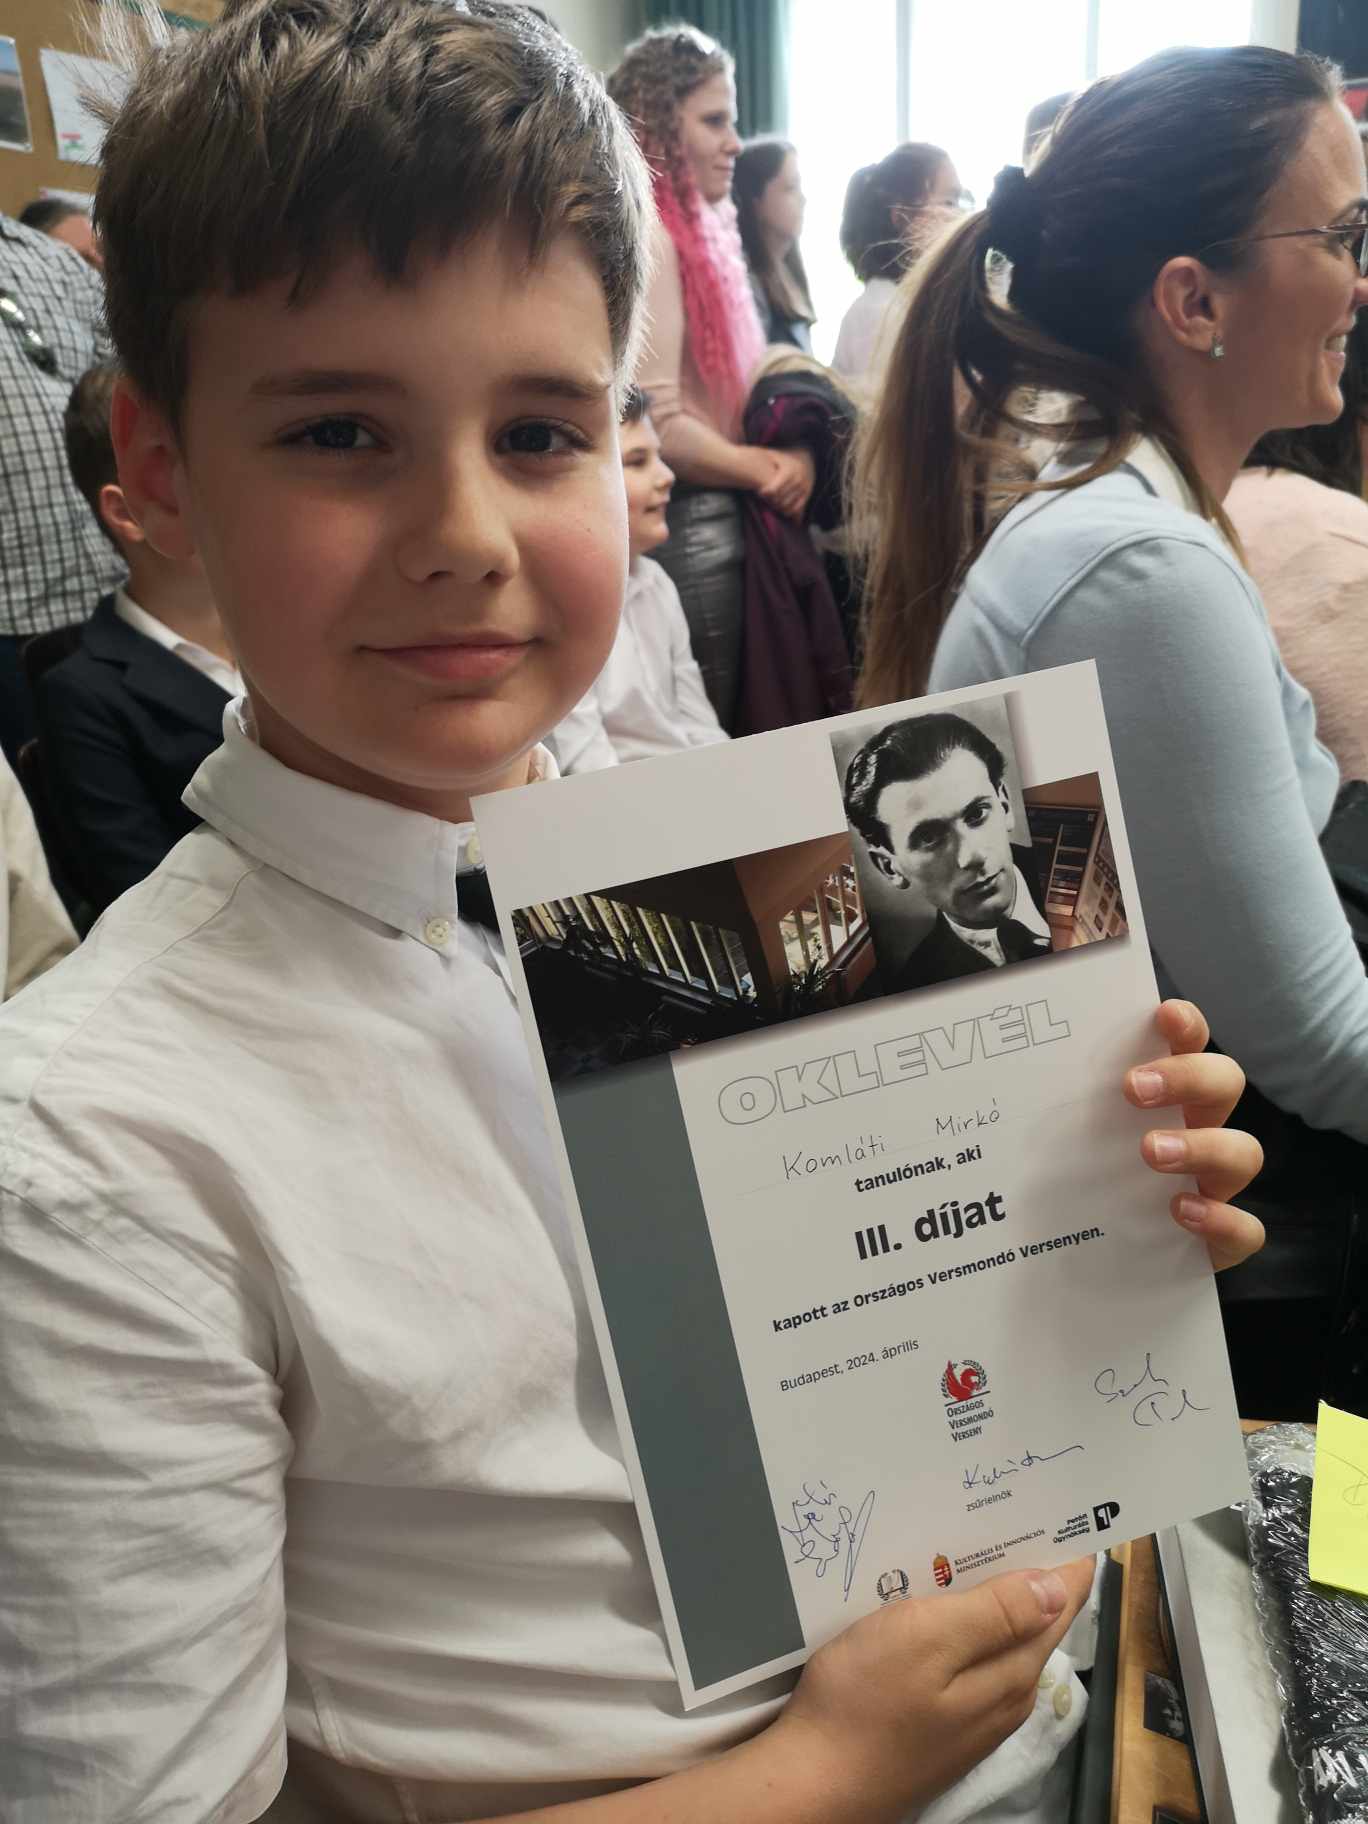 OKLEVÉL
Komláti Mirkó
tanulónak, aki
III. díjat
kapott az Országos Versmondó Versenyen.
Budapest, 2024. április
ORSZÁGOS
VERSMONDÓ
VERSENY
zsűrielnök
KULTURÁLIS ÉS INNOVÁCIÓS
MINISZTÉRIUM
Petőfi
Kulturális
Ügynökség